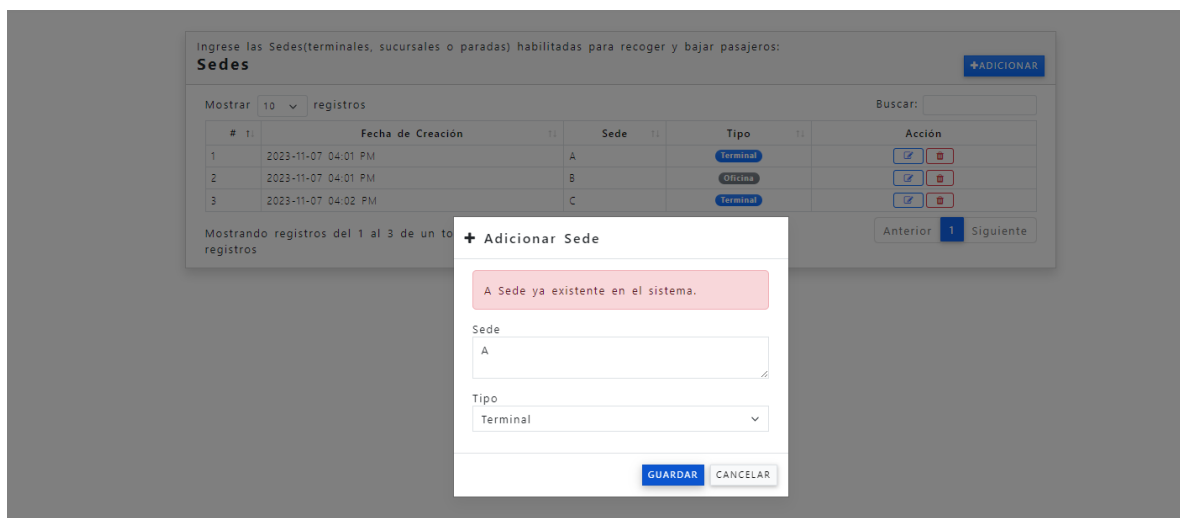 Ingrese las Sedes(terminales, sucursales o paradas) habilitadas para recoger y bajar pasajeros:
Sedes
+ADICIONAR
Mostrar 10 registros
Buscar:
# Fecha de Creación Sede Tipo Acción
1 2023-11-07 04:01 PM A Terminal
2 2023-11-07 04:01 PM B Oficina
3 2023-11-07 04:02 PM C Terminal
Mostrando registros del 1 al 3 de un to
registros
Anterior 1 Siguiente
+ Adicionar Sede
A Sede ya existente en el sistema.
Sede
A
Tipo
Terminal
GUARDAR CANCELAR